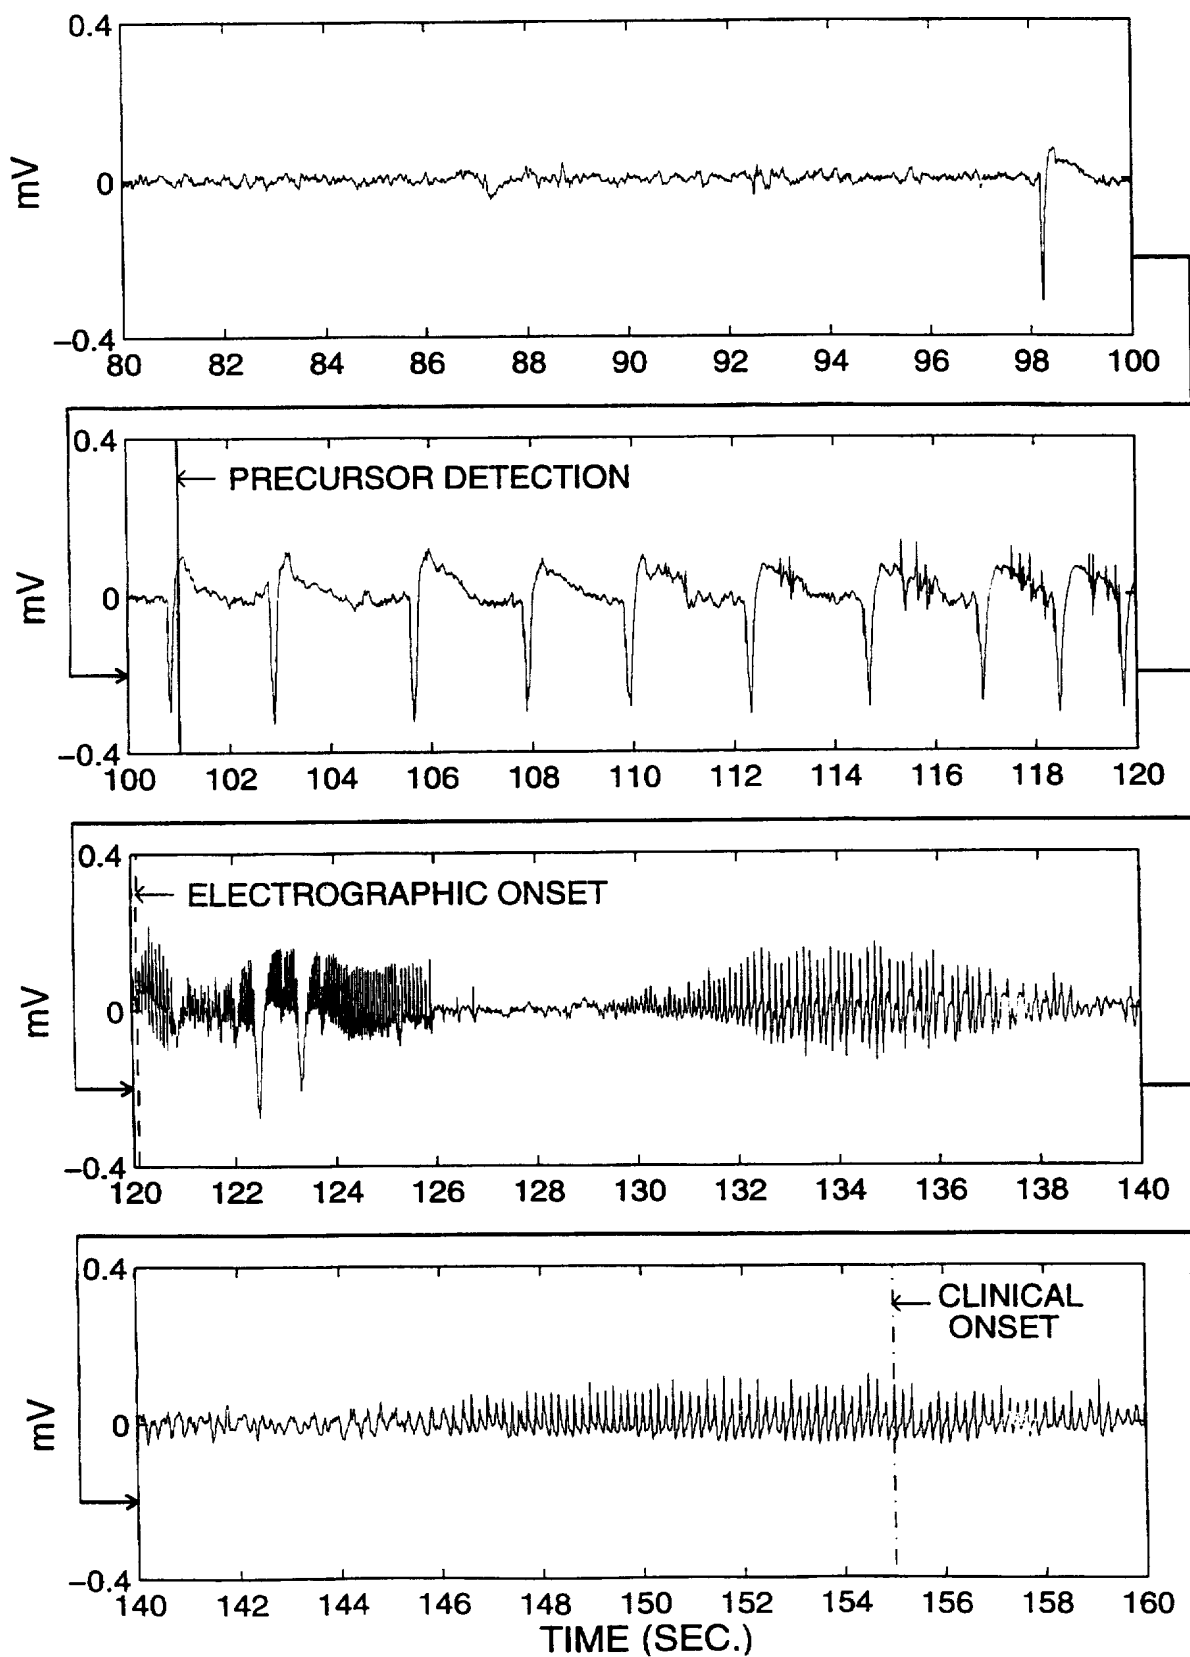 0.4
mV
0
−0.4
80 82 84 86 88 90 92 94 96 98 100
0.4
PRECURSOR DETECTION
mV
0
−0.4
100 102 104 106 108 110 112 114 116 118 120
0.4
ELECTROGRAPHIC ONSET
mV
0
−0.4
120 122 124 126 128 130 132 134 136 138 140
0.4
CLINICAL
ONSET
mV
0
−0.4
140 142 144 146 148 150 152 154 156 158 160
TIME (SEC.)